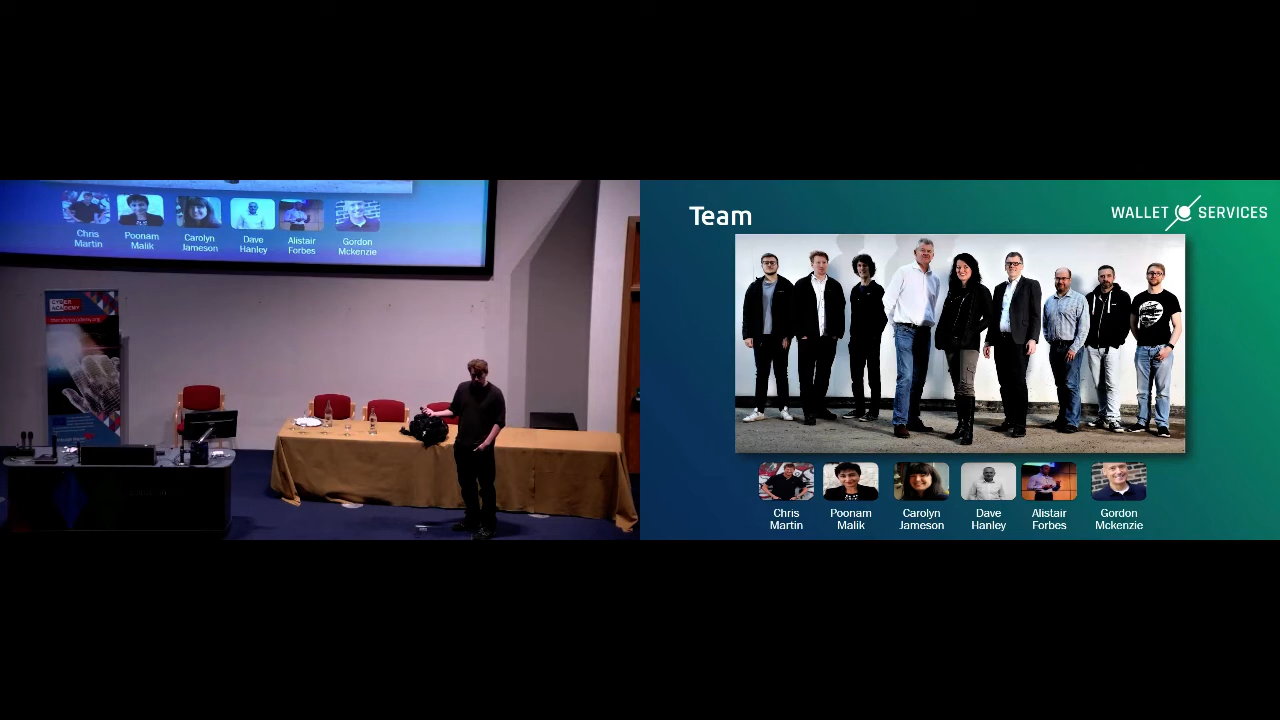 Chris
Martin
Poonam
Malik
Carolyn
Jameson
Dave
Hanley
Alistair
Forbes
Gordon
Mckenzie
Team
WALLET SERVICES
Chris
Martin
Poonam
Malik
Carolyn
Jameson
Dave
Hanley
Alistair
Forbes
Gordon
Mckenzie